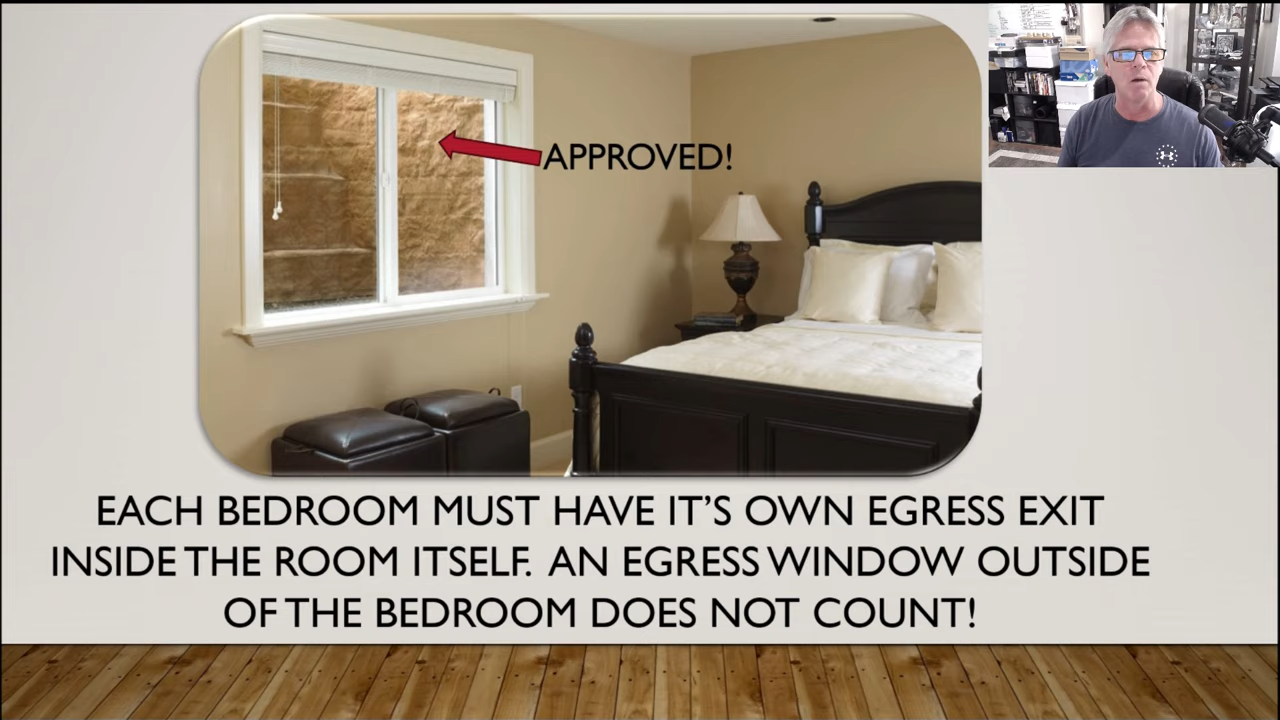 APPROVED!
EACH BEDROOM MUST HAVE IT'S OWN EGRESS EXIT
INSIDE THE ROOM ITSELF. AN EGRESS WINDOW OUTSIDE
OF THE BEDROOM DOES NOT COUNT!